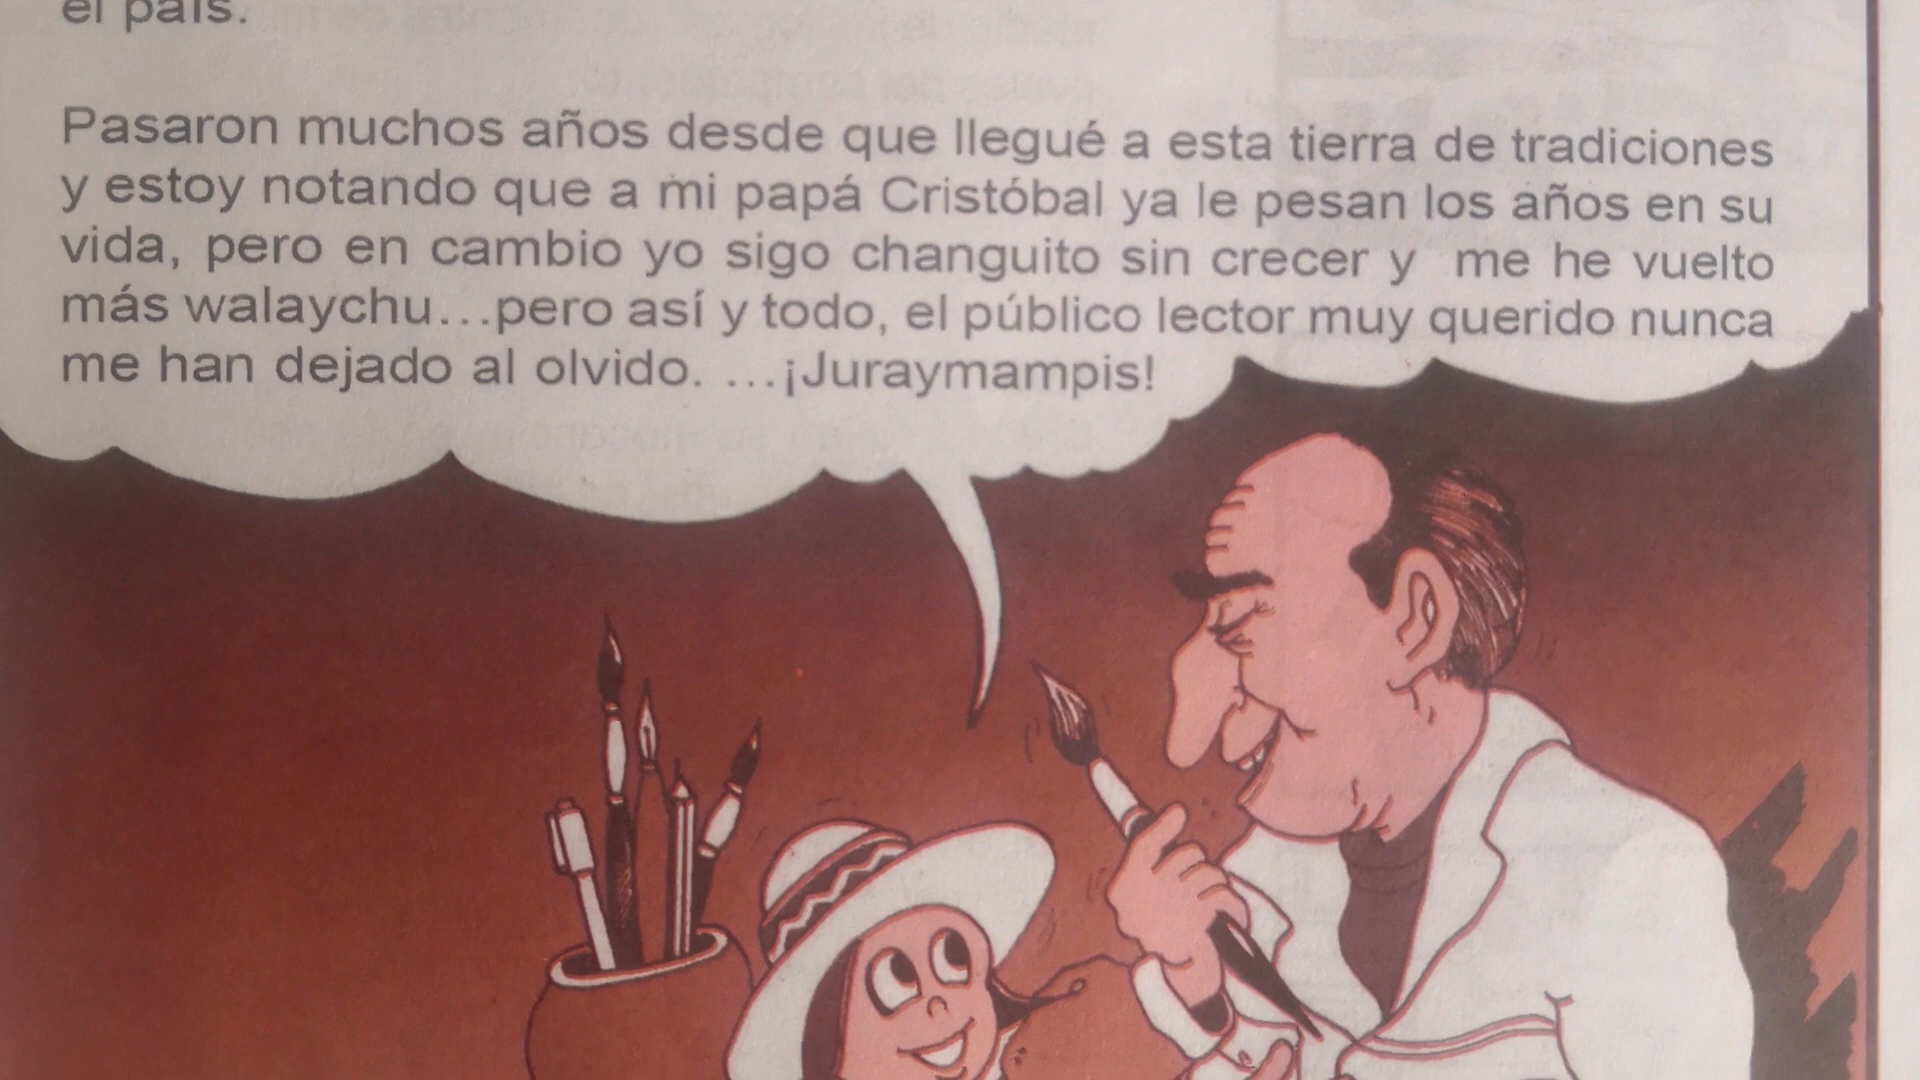 el país.
Pasaron muchos años desde que llegué a esta tierra de tradiciones
y estoy notando que a mi papá Cristóbal ya le pesan los años en su
vida, pero en cambio yo sigo changuito sin crecer y me he vuelto
más walaychu...pero así y todo, el público lector muy querido nunca
me han dejado al olvido. ...¡Juraymampis!